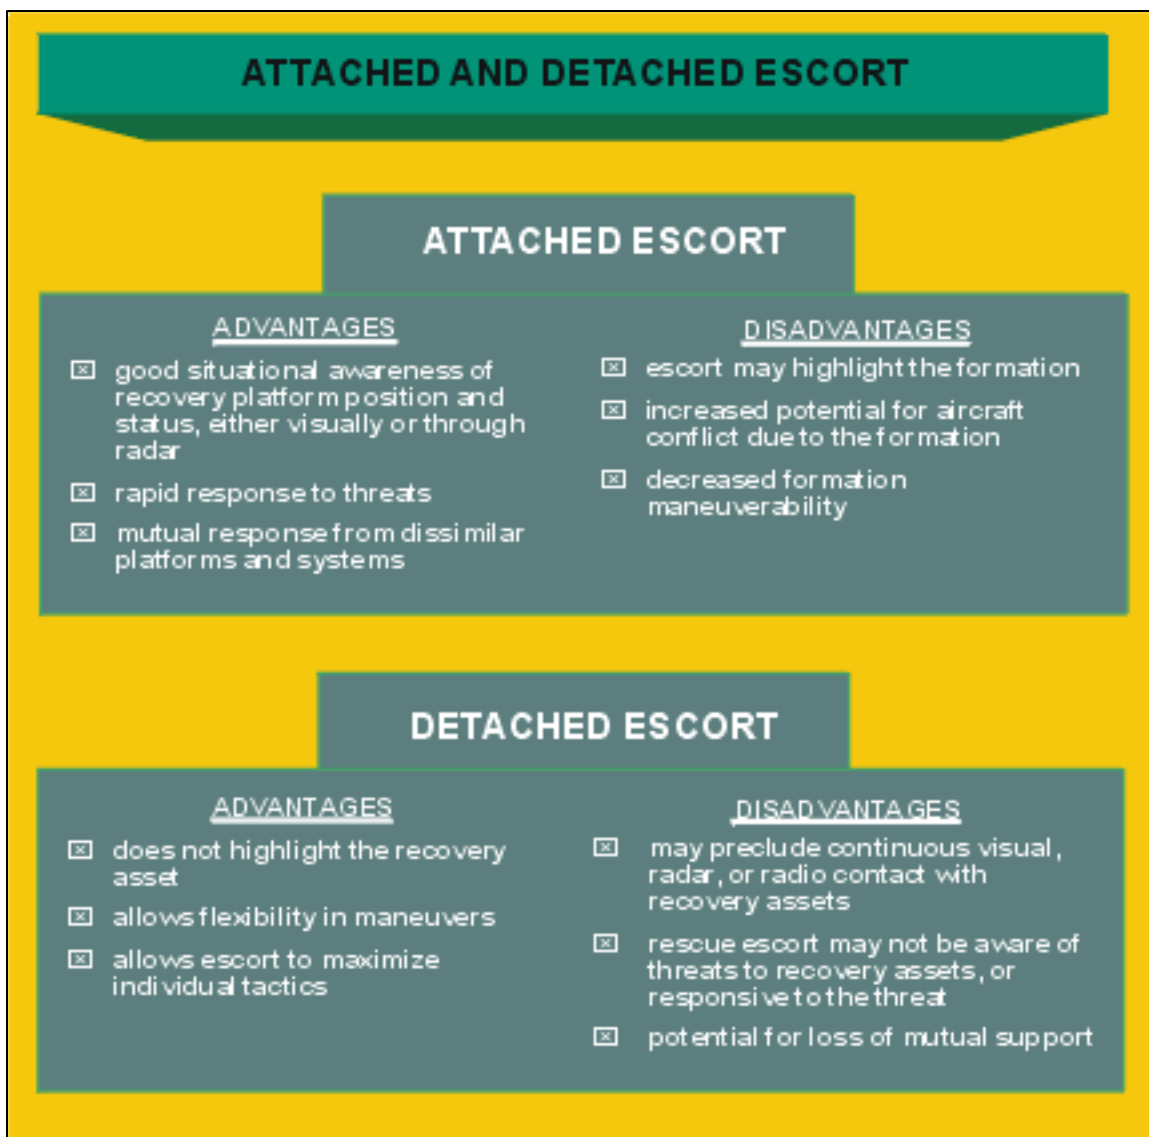 ATTACHED AND DETACHED ESCORT
ATTACHED ESCORT
ADVANTAGES
good situational awareness of
recovery platform position and
status, either visually or through
radar
rapid response to threats
mutual response from dissimilar
platforms and systems
DISADVANTAGES
escort may highlight the formation
increased potential for aircraft
conflict due to the formation
decreased formation
maneuverability
DETACHED ESCORT
ADVANTAGES
does not highlight the recovery
asset
allows flexibility in maneuvers
allows escort to maximize
individual tactics
DISADVANTAGES
may preclude continuous visual,
radar, or radio contact with
recovery assets
rescue escort may not be aware of
threats to recovery assets, or
responsive to the threat
potential for loss of mutual support